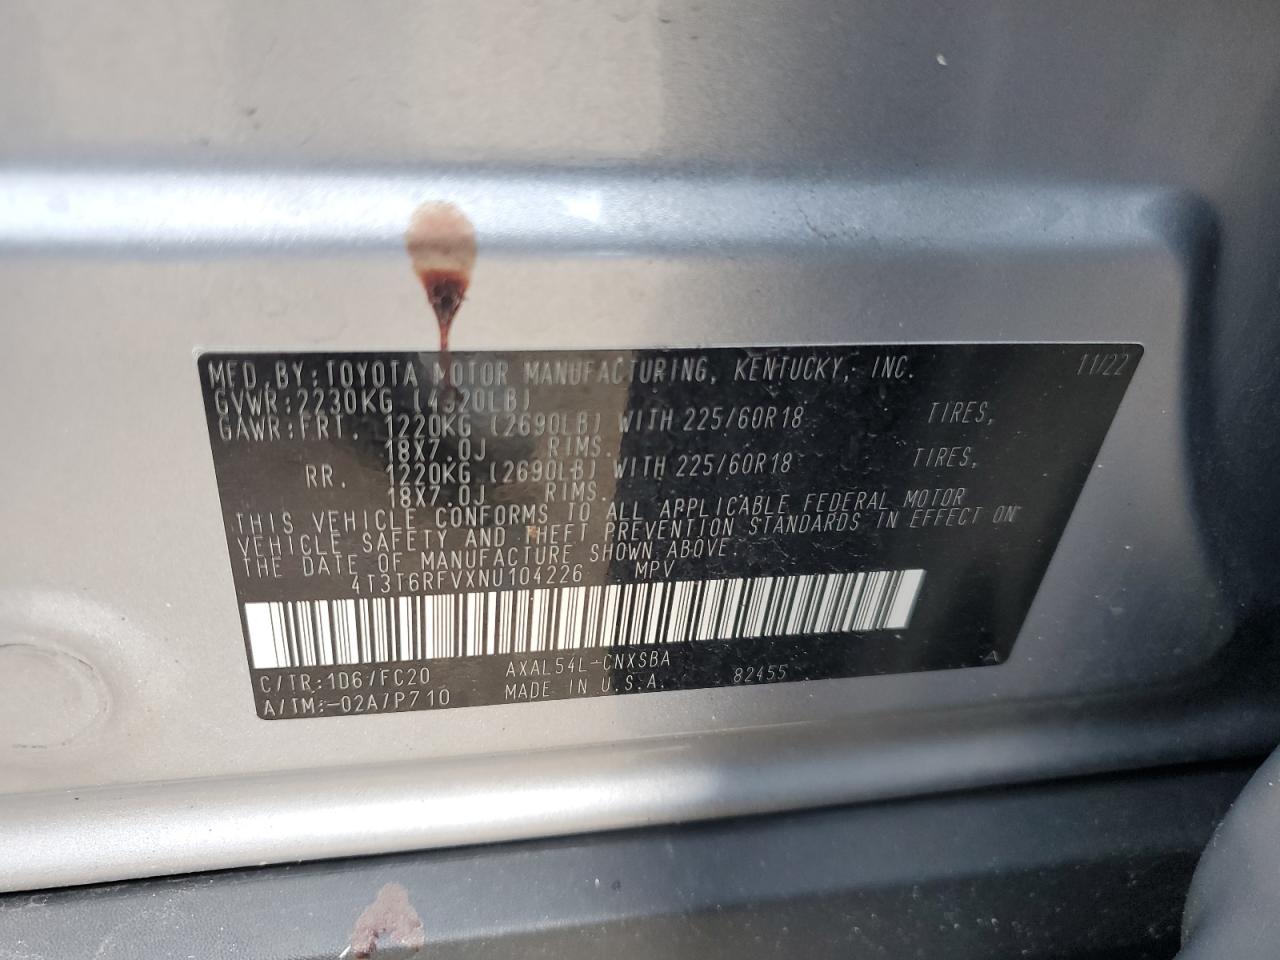 MFD. BY: TOYOTA MOTOR MANUFACTURING, KENTUCKY, INC. 11/22
GVWR: 2230KG (4920LB)
GAWR: FRT. 1220KG (2690LB) WITH 225/60R18 TIRES,
18X7.0J RIMS.
RR. 1220KG (2690LB) WITH 225/60R18 TIRES,
18X7.0J RIMS.
THIS VEHICLE CONFORMS TO ALL APPLICABLE FEDERAL MOTOR
VEHICLE SAFETY AND THEFT PREVENTION STANDARDS IN EFFECT ON
THE DATE OF MANUFACTURE SHOWN ABOVE.
4T3T6RFVXNU104226 MPV
C/TR: 1D6/FC20 AXAL54L-CNXSBA
A/TM: -02A/P710 MADE IN U.S.A. 82455 A